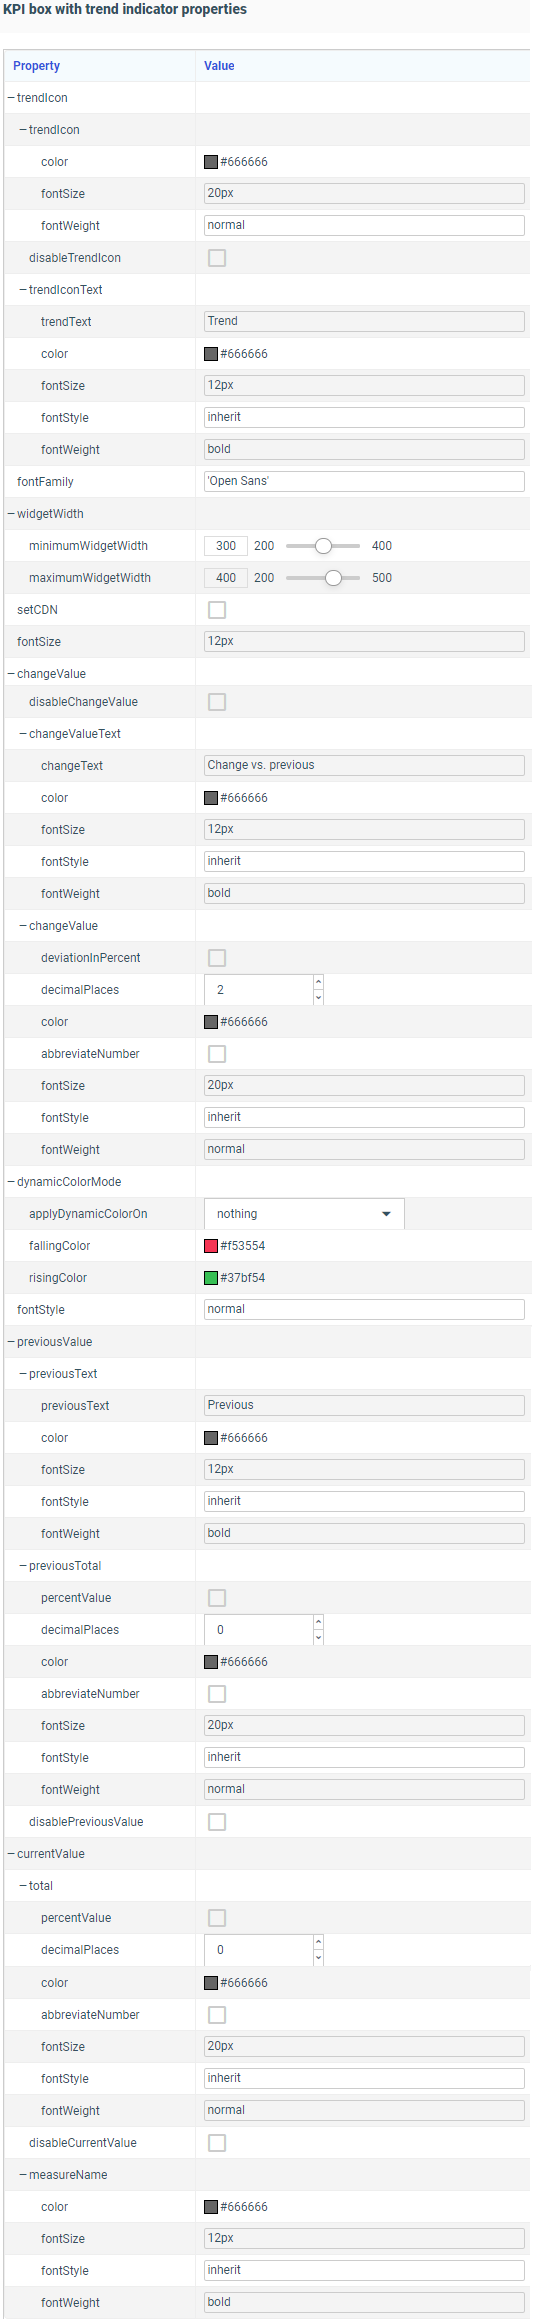 KPI box with trend indicator properties
Property Value
trendIcon
trendIcon
color #666666
fontSize 20px
fontWeight normal
disableTrendIcon
trendIconText
trendText Trend
color #666666
fontSize 12px
fontStyle inherit
fontWeight bold
fontFamily 'Open Sans'
widgetWidth
minimumWidgetWidth 300 200 400
maximumWidgetWidth 400 200 500
setCDN
fontSize 12px
changeValue
disableChangeValue
changeValueText
changeText Change vs. previous
color #666666
fontSize 12px
fontStyle inherit
fontWeight bold
changeValue
deviationInPercent
decimalPlaces 2
color #666666
abbreviateNumber
fontSize 20px
fontStyle inherit
fontWeight normal
dynamicColorMode
applyDynamicColorOn nothing
fallingColor #f53554
risingColor #37bf54
fontStyle normal
previousValue
previousText
previousText Previous
color #666666
fontSize 12px
fontStyle inherit
fontWeight bold
previousTotal
percentValue
decimalPlaces 0
color #666666
abbreviateNumber
fontSize 20px
fontStyle inherit
fontWeight normal
disablePreviousValue
currentValue
total
percentValue
decimalPlaces 0
color #666666
abbreviateNumber
fontSize 20px
fontStyle inherit
fontWeight normal
disableCurrentValue
measureName
color #666666
fontSize 12px
fontStyle inherit
fontWeight bold